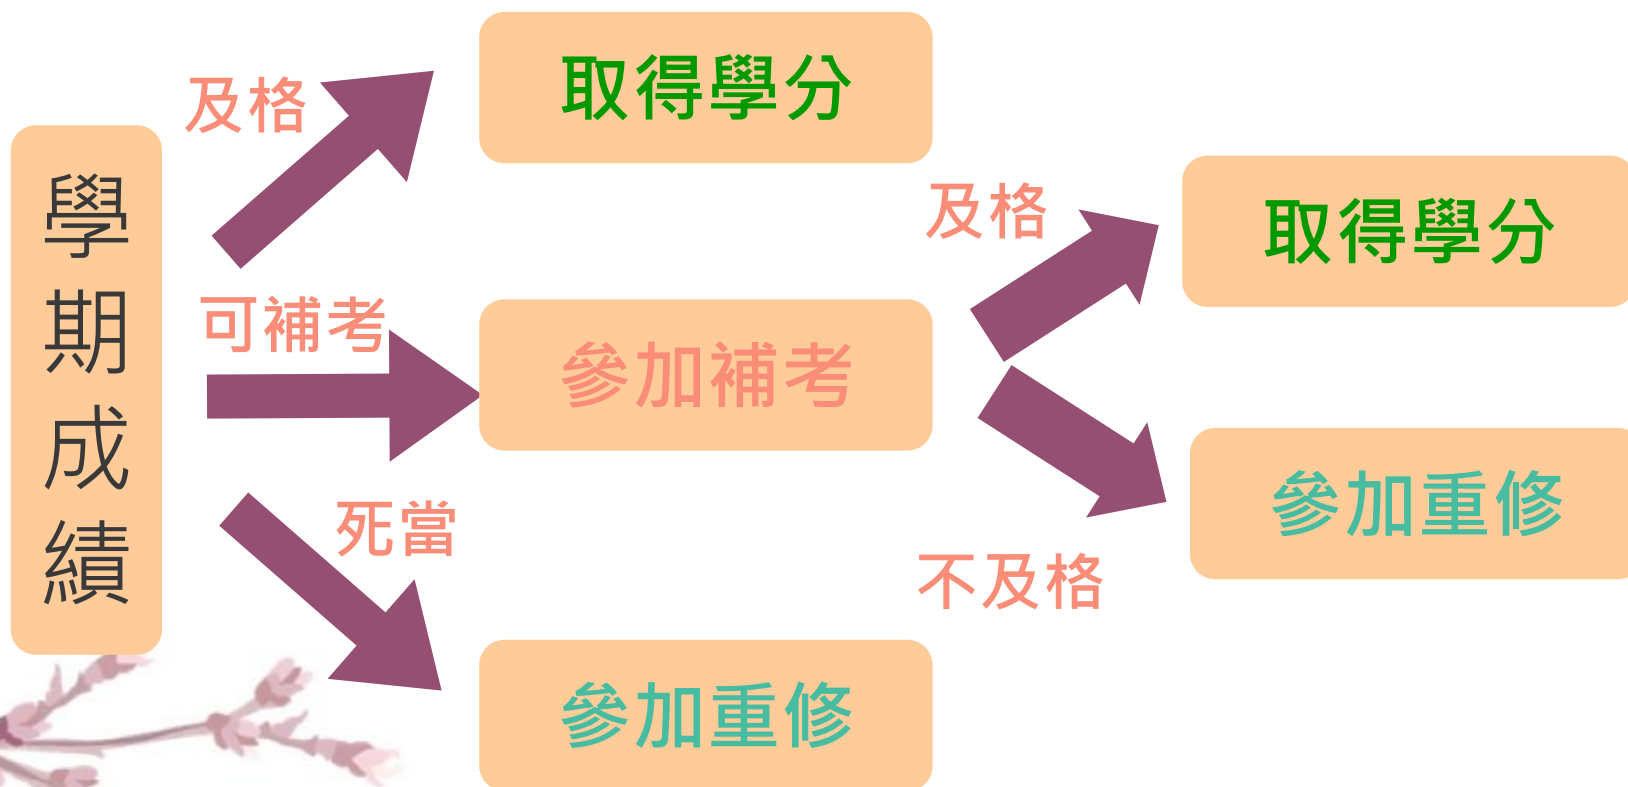 學期成績
及格
取得學分
可補考
參加補考
死當
參加重修
及格
取得學分
不及格
參加重修